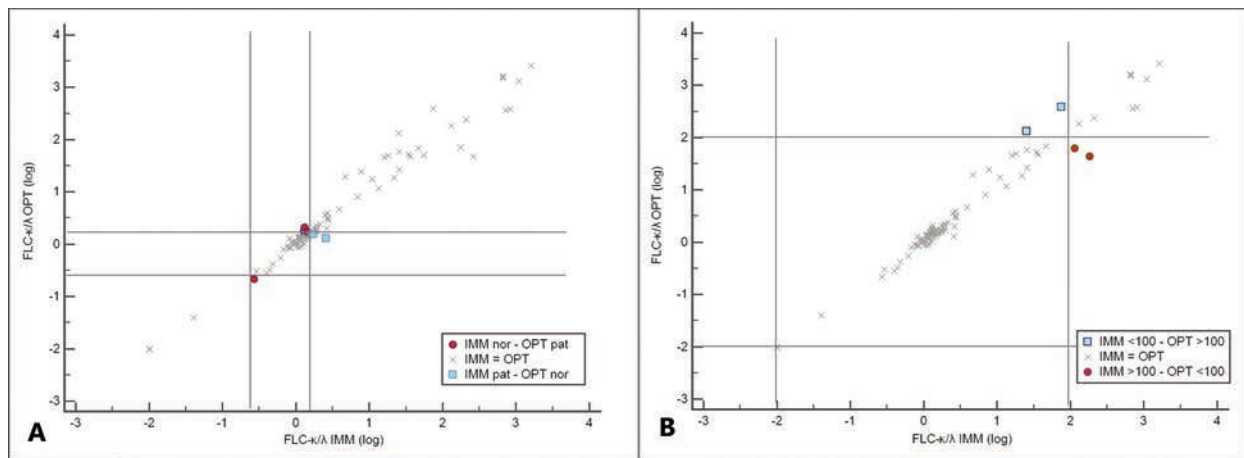 4
3
2
1
0
-1
-2
-3
FLC-κ/λ OPT (log)
IMM nor - OPT pat
IMM = OPT
IMM pat - OPT nor
-3
-2
-1
0
1
2
3
4
FLC-κ/λ IMM (log)
A
4
3
2
1
0
-1
-2
-3
FLC-κ/λ OPT (log)
IMM <100 - OPT >100
IMM = OPT
IMM >100 - OPT <100
-3
-2
-1
0
1
2
3
4
FLC-κ/λ IMM (log)
B